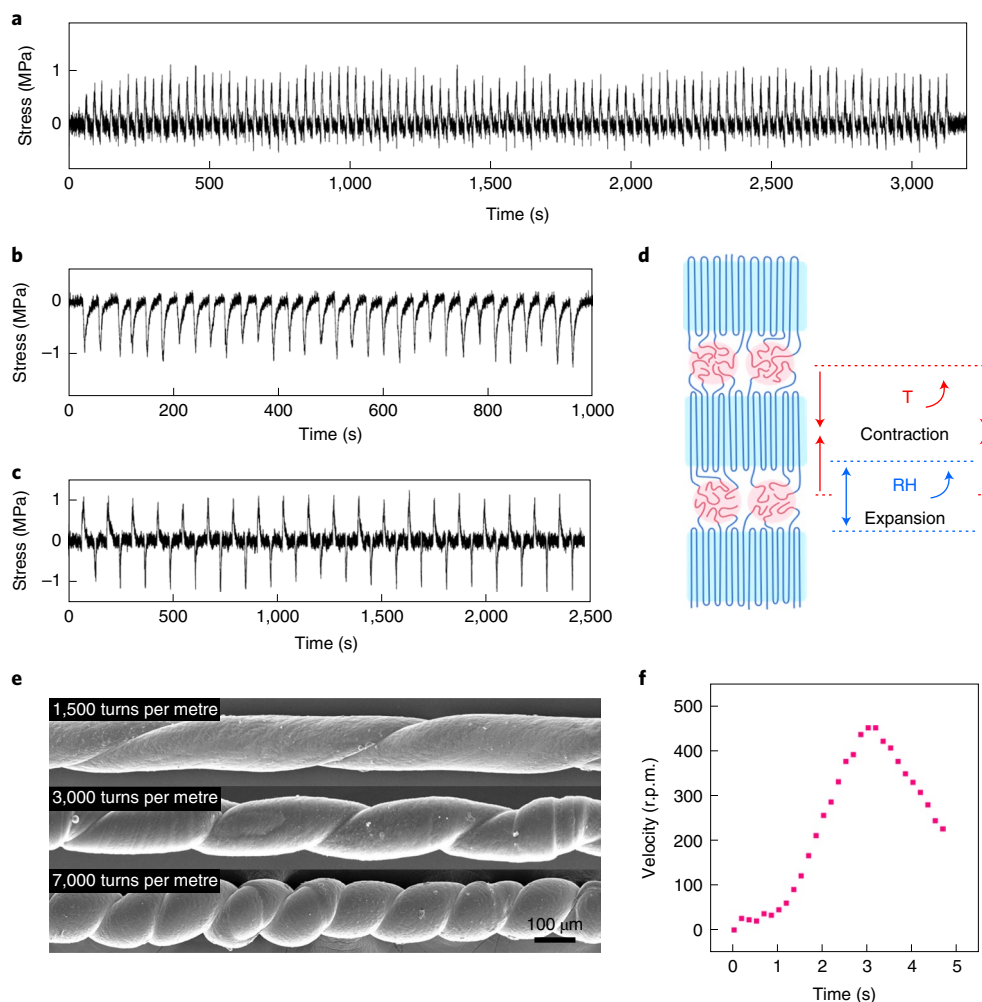 a
Stress (MPa)
1
0
0 500 1,000 1,500 2,000 2,500 3,000
Time (s)
b
Stress (MPa)
0
–1
0 200 400 600 800 1,000
Time (s)
c
Stress (MPa)
1
0
–1
0 500 1,000 1,500 2,000 2,500
Time (s)
d
T
Contraction
RH
Expansion
e
1,500 turns per metre
3,000 turns per metre
7,000 turns per metre
100 μm
f
Velocity (r.p.m.)
500
400
300
200
100
0
0 1 2 3 4 5
Time (s)